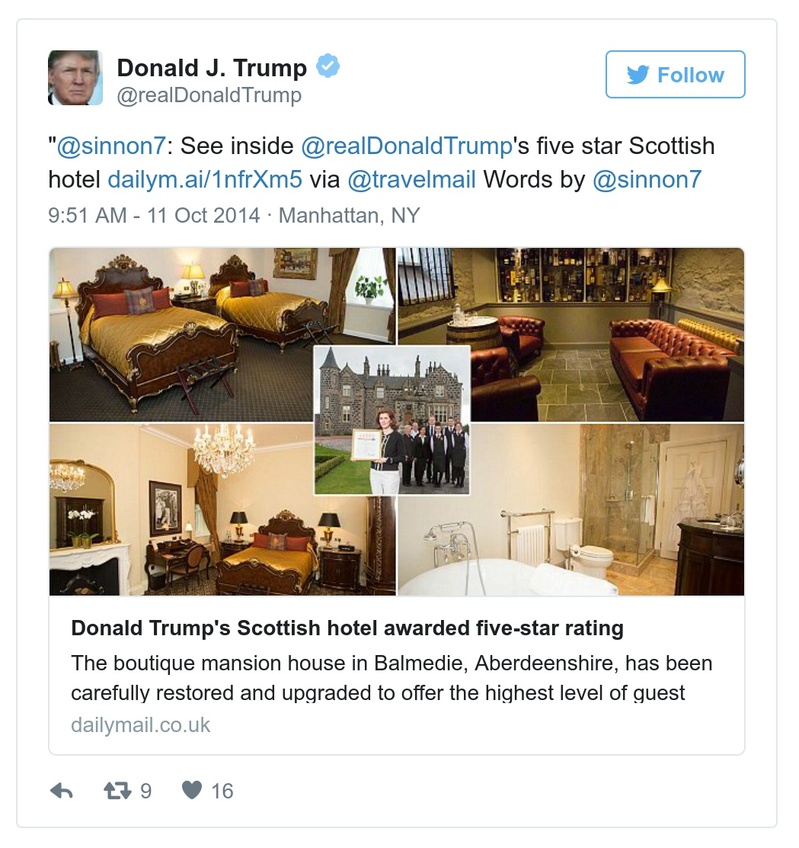 Donald J. Trump
@realDonaldTrump
Follow
"@sinnon7: See inside @realDonaldTrump's five star Scottish
hotel dailym.ai/1nfrXm5 via @travelmail Words by @sinnon7
9:51 AM - 11 Oct 2014 · Manhattan, NY
Donald Trump's Scottish hotel awarded five-star rating
The boutique mansion house in Balmedie, Aberdeenshire, has been
carefully restored and upgraded to offer the highest level of guest
dailymail.co.uk
9
16